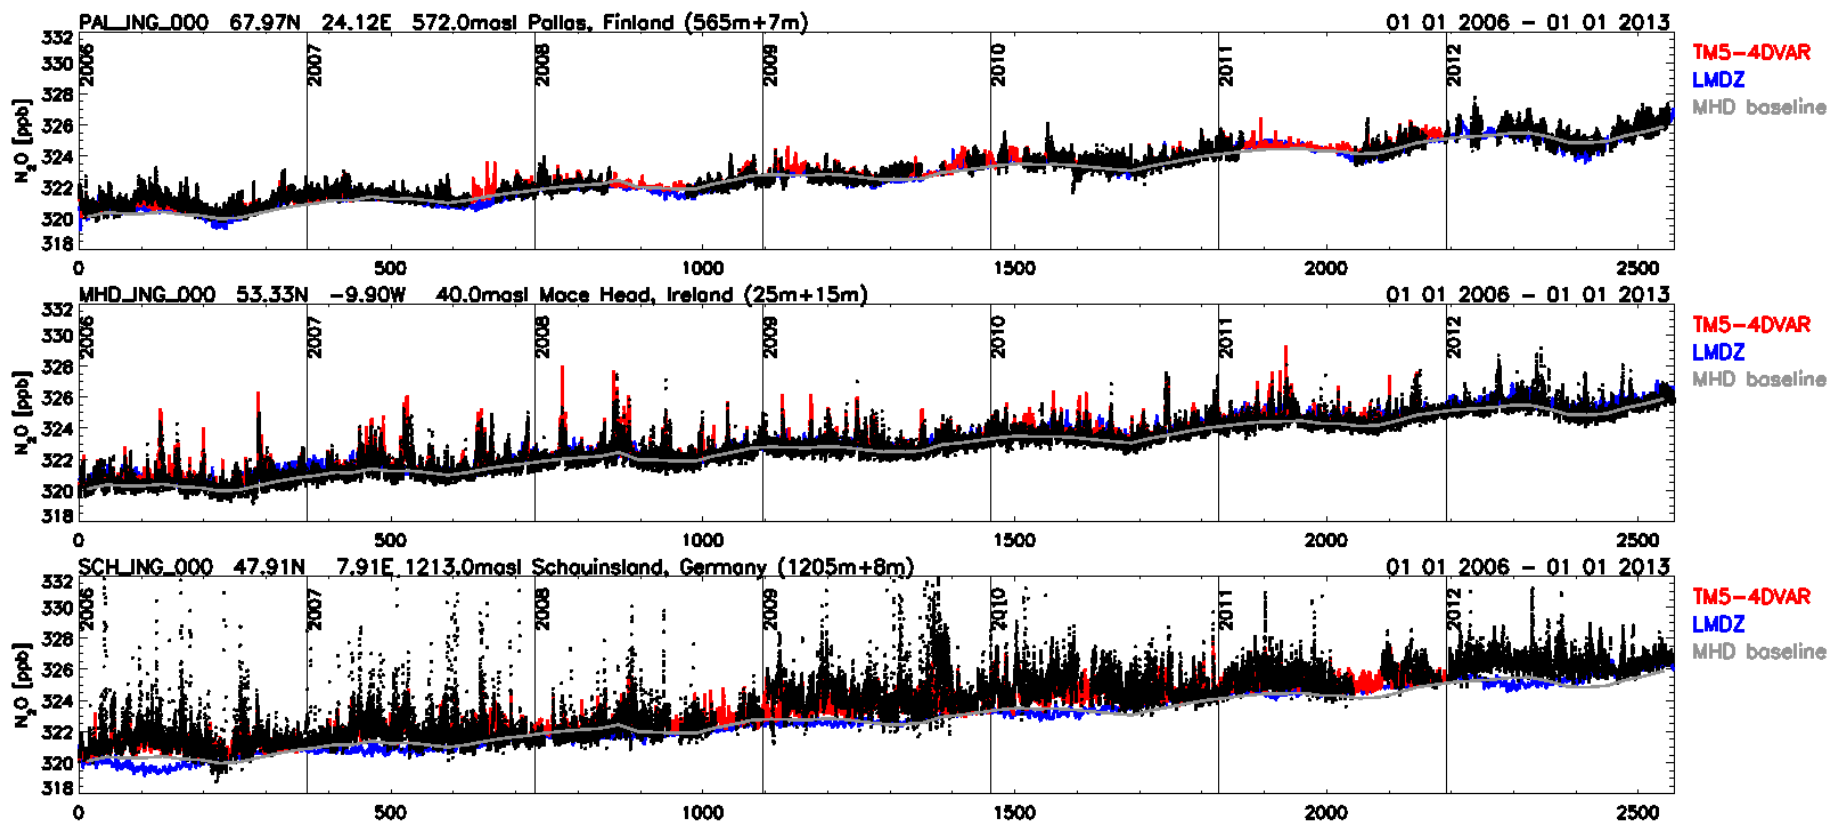 PAL_ING_000 67.97N 24.12E 572.0masl Pallas, Finland (565m+7m) 01 01 2006 - 01 01 2013
332
330
328
326
324
322
320
318
N2O [ppb]
2006 2007 2008 2009 2010 2011 2012
TM5-4DVAR
LMDZ
MHD baseline
0 500 1000 1500 2000 2500
MHD_ING_000 53.33N -9.90W 40.0masl Mace Head, Ireland (25m+15m) 01 01 2006 - 01 01 2013
332
330
328
326
324
322
320
318
N2O [ppb]
2006 2007 2008 2009 2010 2011 2012
TM5-4DVAR
LMDZ
MHD baseline
0 500 1000 1500 2000 2500
SCH_ING_000 47.91N 7.91E 1213.0masl Schauinsland, Germany (1205m+8m) 01 01 2006 - 01 01 2013
332
330
328
326
324
322
320
318
N2O [ppb]
2006 2007 2008 2009 2010 2011 2012
TM5-4DVAR
LMDZ
MHD baseline
0 500 1000 1500 2000 2500